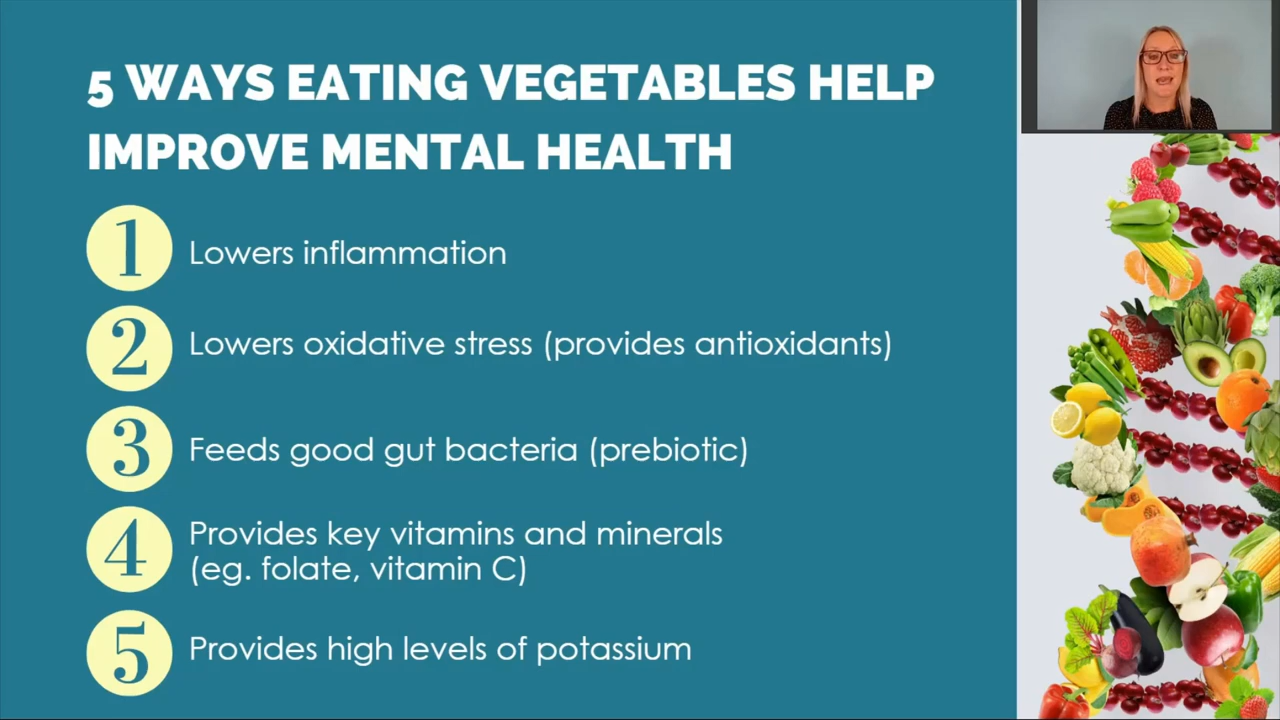 5 WAYS EATING VEGETABLES HELP
IMPROVE MENTAL HEALTH
1 Lowers inflammation
2 Lowers oxidative stress (provides antioxidants)
3 Feeds good gut bacteria (prebiotic)
4 Provides key vitamins and minerals
(eg. folate, vitamin C)
5 Provides high levels of potassium